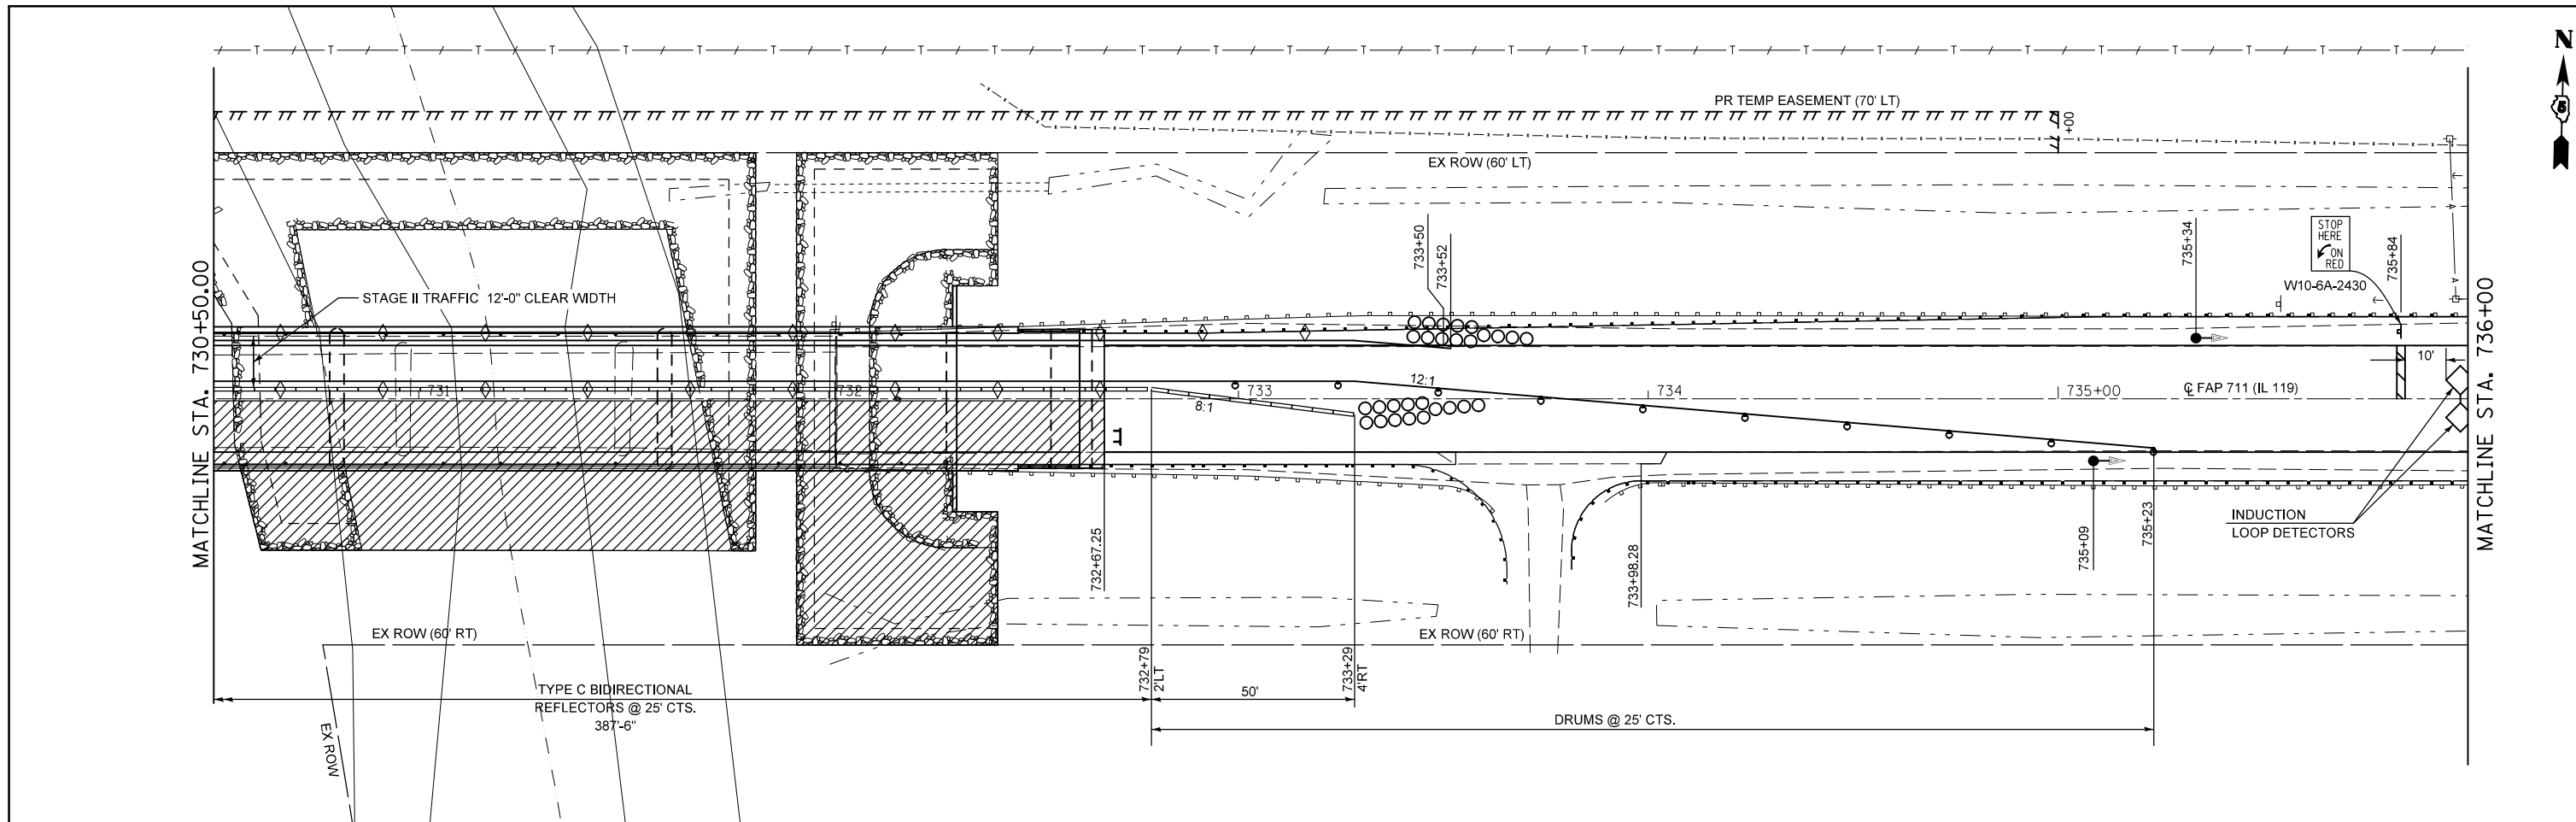 N
5
T T T T T T T T T T T T T T T T T T T T T T T T T T T T T T
PR TEMP EASEMENT (70' LT)
+00
EX ROW (60' LT)
MATCHLINE STA. 730+50.00
STAGE II TRAFFIC 12'-0" CLEAR WIDTH
733+50
733+52
735+34
STOP
HERE
ON
RED
W10-6A-2430
735+84
A
A
MATCHLINE STA. 736+00
10'
731
732
733
12:1
8:1
734
735+00
℄ FAP 711 (IL 119)
732+67.25
733+98.28
735+09
735+23
INDUCTION
LOOP DETECTORS
EX ROW (60' RT)
EX ROW (60' RT)
EX ROW
TYPE C BIDIRECTIONAL
REFLECTORS @ 25' CTS.
387'-6"
732+79
2'LT
50'
733+29
4'RT
DRUMS @ 25' CTS.